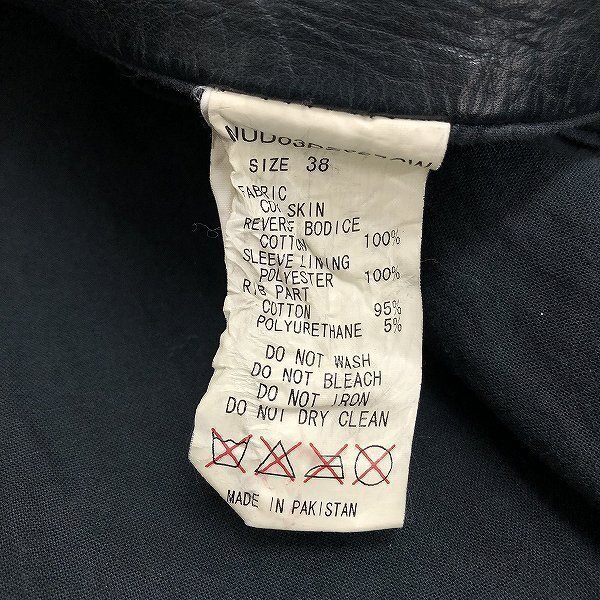 SIZE 38
FABRIC
SKIN
REVERS BODICE
COTTON 100%
SLEEVE LINING
POLYESTER 100%
RIB PART
COTTON 95%
POLYURETHANE 5%
DO NOT WASH
DO NOT BLEACH
DO NOT IRON
DO NOT DRY CLEAN
MADE IN PAKISTAN